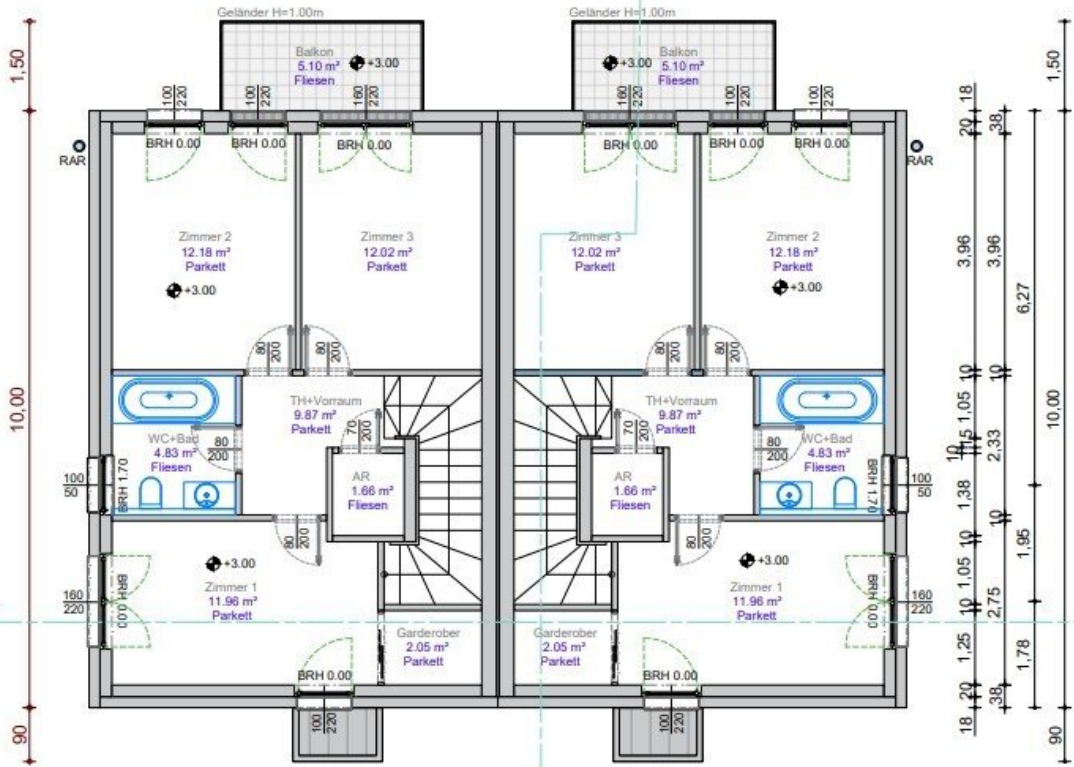 Geländer H=1.00m
Geländer H=1.00m
Balkon
5.10 m²
Fliesen
+3.00
Balkon
+3.00
5.10 m²
Fliesen
1,50
1,50
100
220
100
220
160
220
160
220
100
220
100
220
BRH 0.00
BRH 0.00
BRH 0.00
BRH 0.00
BRH 0.00
BRH 0.00
18
20
38
RAR
RAR
Zimmer 2
12.18 m²
Parkett
+3.00
Zimmer 3
12.02 m²
Parkett
Zimmer 3
12.02 m²
Parkett
Zimmer 2
12.18 m²
Parkett
+3.00
3,96
3,96
6,27
80
200
80
200
80
200
80
200
10
10
10,00
10,00
TH+Vorraum
9.87 m²
Parkett
TH+Vorraum
9.87 m²
Parkett
70
200
70
200
1,05
15
10
2,33
WC+Bad
4.83 m²
Fliesen
80
200
80
200
WC+Bad
4.83 m²
Fliesen
BRH 1.70
BRH 1.70
100
50
100
50
AR
1.66 m²
Fliesen
AR
1.66 m²
Fliesen
1,38
10
10
80
200
80
200
+3.00
+3.00
1,95
1,05
Zimmer 1
11.96 m²
Parkett
Zimmer 1
11.96 m²
Parkett
160
220
BRH 0.00
BRH 0.00
160
220
10
2,75
Garderober
2.05 m²
Parkett
Garderober
2.05 m²
Parkett
1,25
1,78
BRH 0.00
BRH 0.00
20
38
18
100
220
100
220
90
90